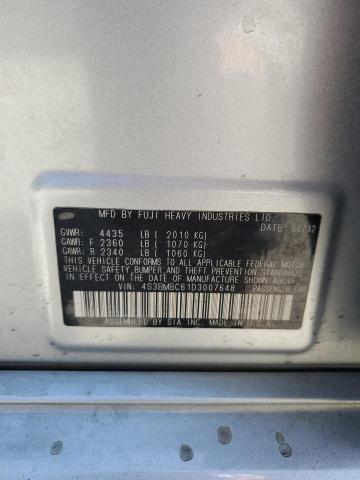 MFD BY FUJI HEAVY INDUSTRIES LTD.
DATE: 08/12
GVWR: 4435 LB ( 2010 KG)
GAWR: F 2360 LB ( 1070 KG)
GAWR: R 2340 LB ( 1060 KG)
THIS VEHICLE CONFORMS TO ALL APPLICABLE FEDERAL MOTOR
VEHICLE SAFETY, BUMPER, AND THEFT PREVENTION STANDARDS
IN EFFECT ON THE DATE OF MANUFACTURE SHOWN ABOVE.
VIN: 4S3BMBC61D3007648 PASSENGER CAR
ASSEMBLED BY SIA INC. MADE IN U.S.A.